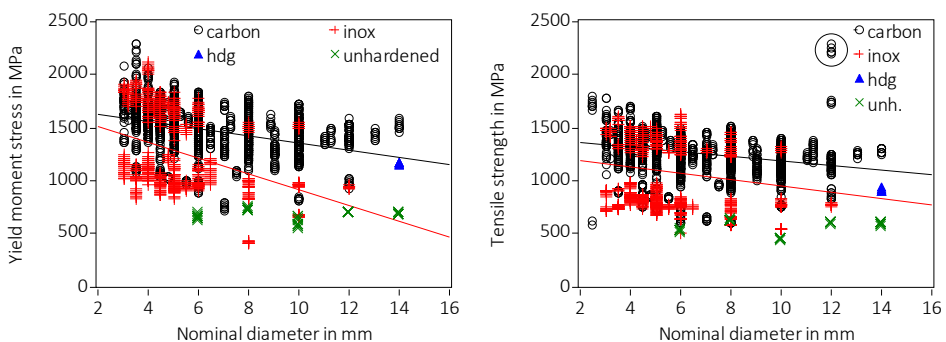 2500
2000
1500
1000
500
0
2 4 6 8 10 12 14 16
Yield moment stress in MPa
Nominal diameter in mm
carbon inox
hdg unhardened
2500
2000
1500
1000
500
0
2 4 6 8 10 12 14 16
Tensile strength in MPa
Nominal diameter in mm
carbon
inox
hdg
unh.